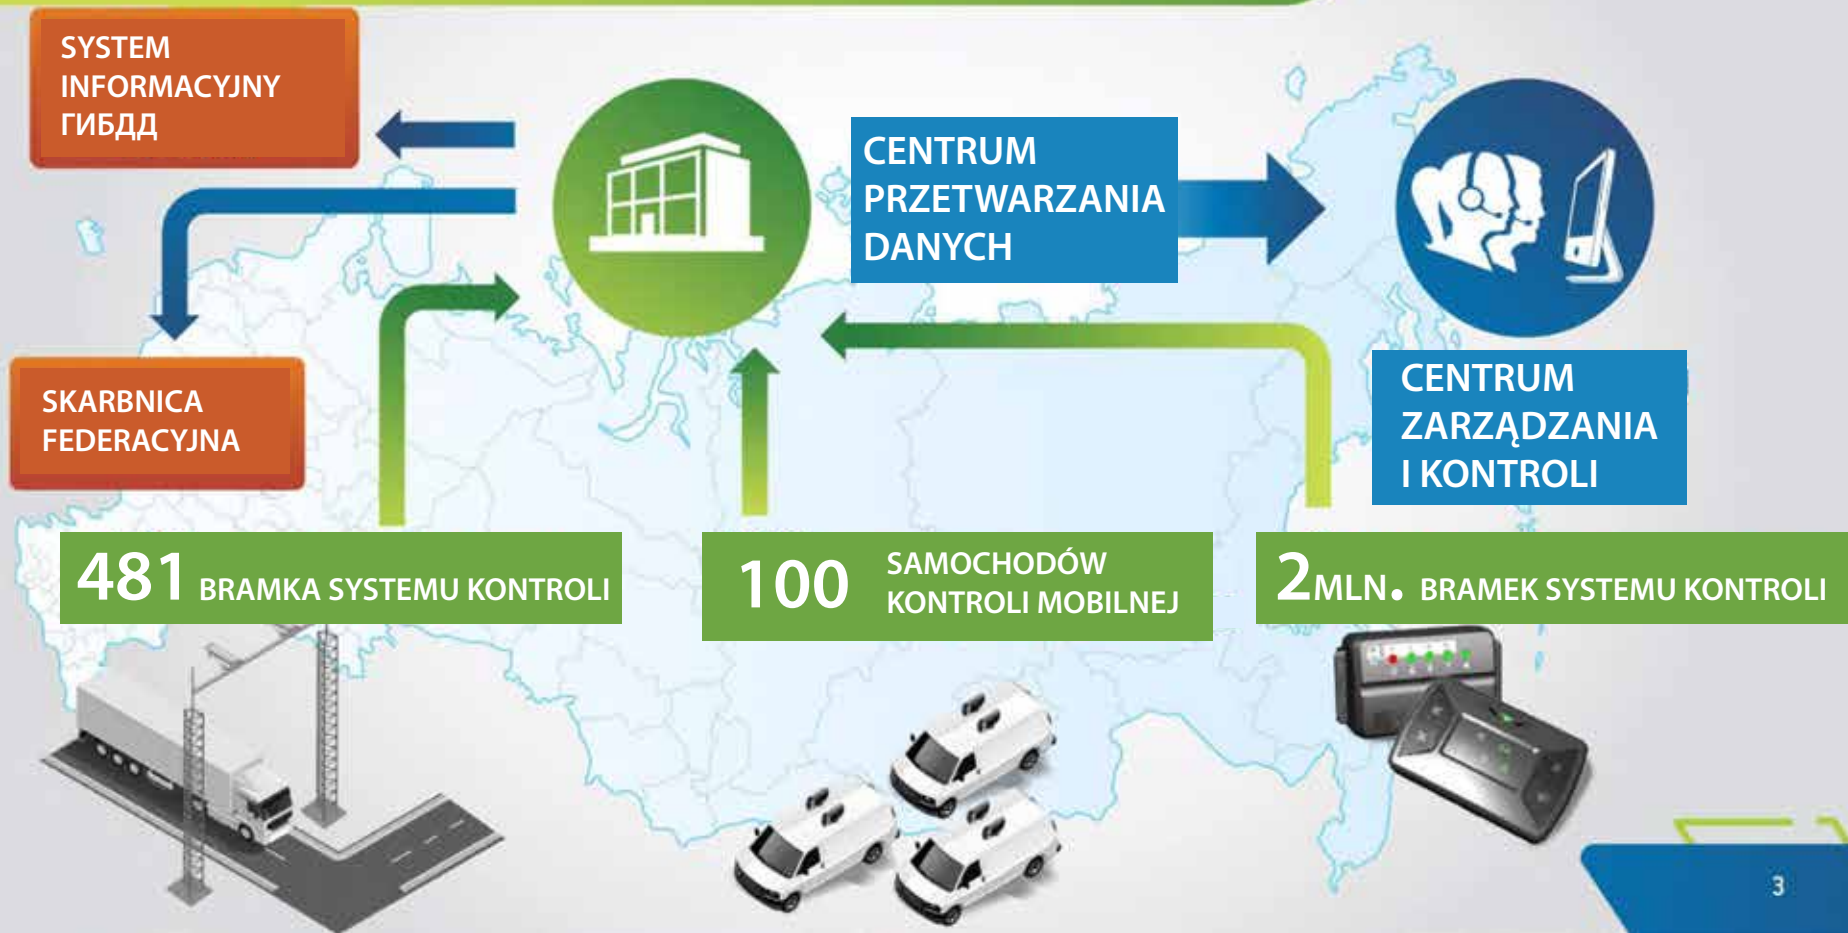 SYSTEM
INFORMACYJNY
ГИБДД
CENTRUM
PRZETWARZANIA
DANYCH
SKARBNICA
FEDERACYJNA
CENTRUM
ZARZĄDZANIA
I KONTROLI
481 BRAMKA SYSTEMU KONTROLI
100 SAMOCHODÓW
KONTROLI MOBILNEJ
2MLN. BRAMEK SYSTEMU KONTROLI
3